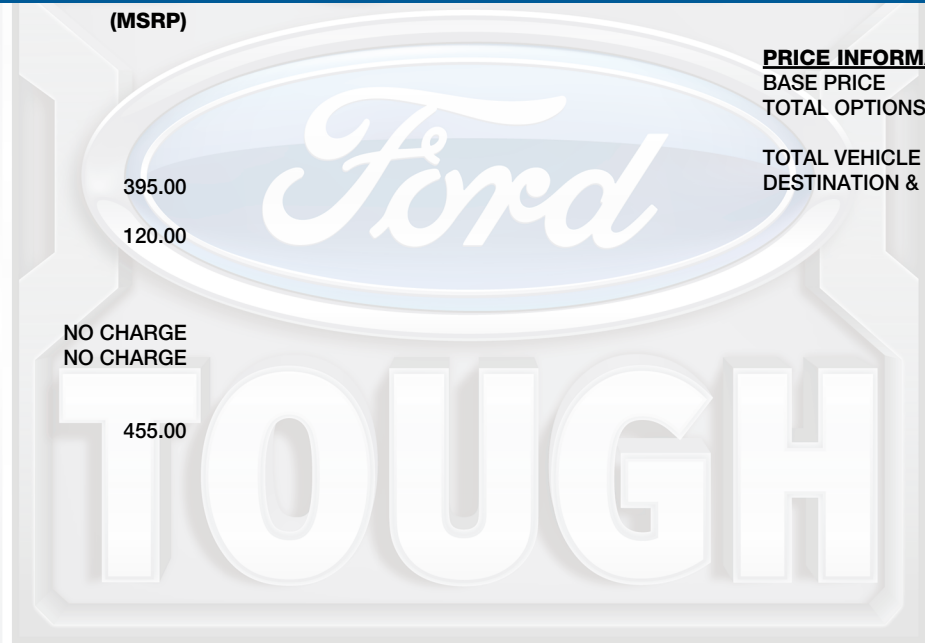 (MSRP)
395.00
120.00
NO CHARGE
NO CHARGE
455.00
PRICE INFORM
BASE PRICE
TOTAL OPTIONS
TOTAL VEHICLE
DESTINATION &
Ford
TOUGH